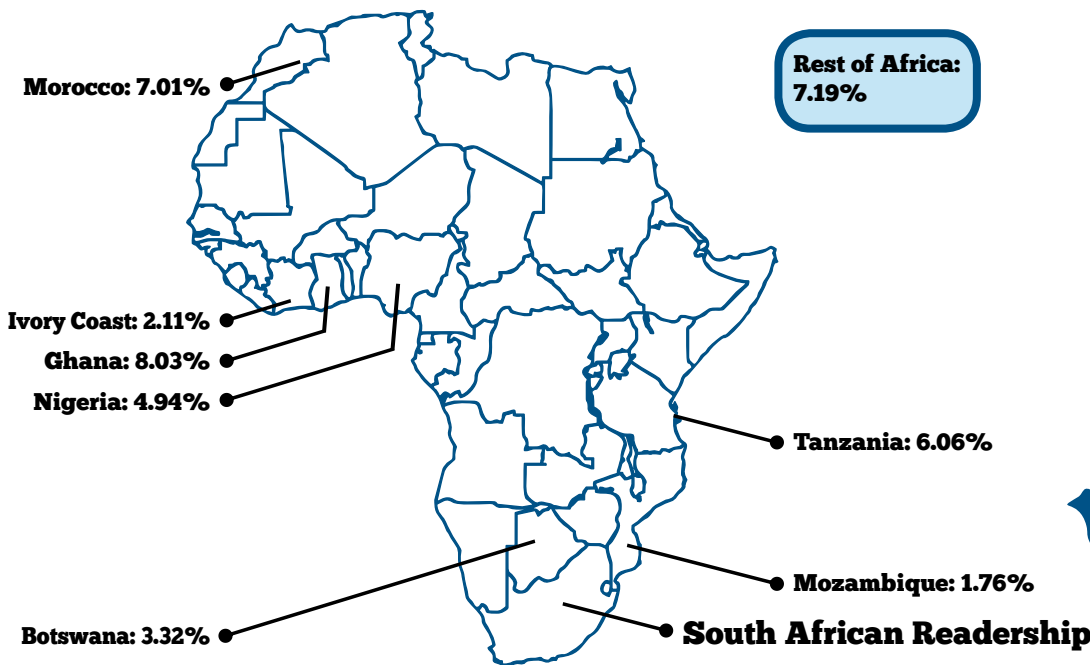 Rest of Africa:
7.19%
Morocco: 7.01%
Ivory Coast: 2.11%
Ghana: 8.03%
Nigeria: 4.94%
Tanzania: 6.06%
Mozambique: 1.76%
Botswana: 3.32%
South African Readership